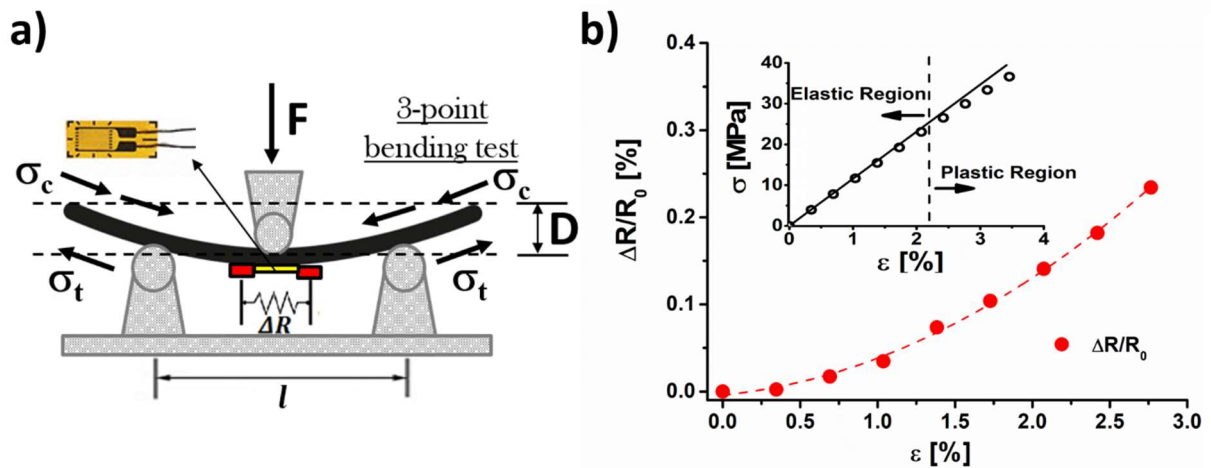 a)
F
3-point
bending test
σc
σc
D
σt
σt
ΔR
l
b)
0.4
0.3
0.2
0.1
0.0
ΔR/R0 [%]
0.0 0.5 1.0 1.5 2.0 2.5 3.0
ε [%]
ΔR/R0
40
30
20
10
0
σ [MPa]
Elastic Region
Plastic Region
0 1 2 3 4
ε [%]